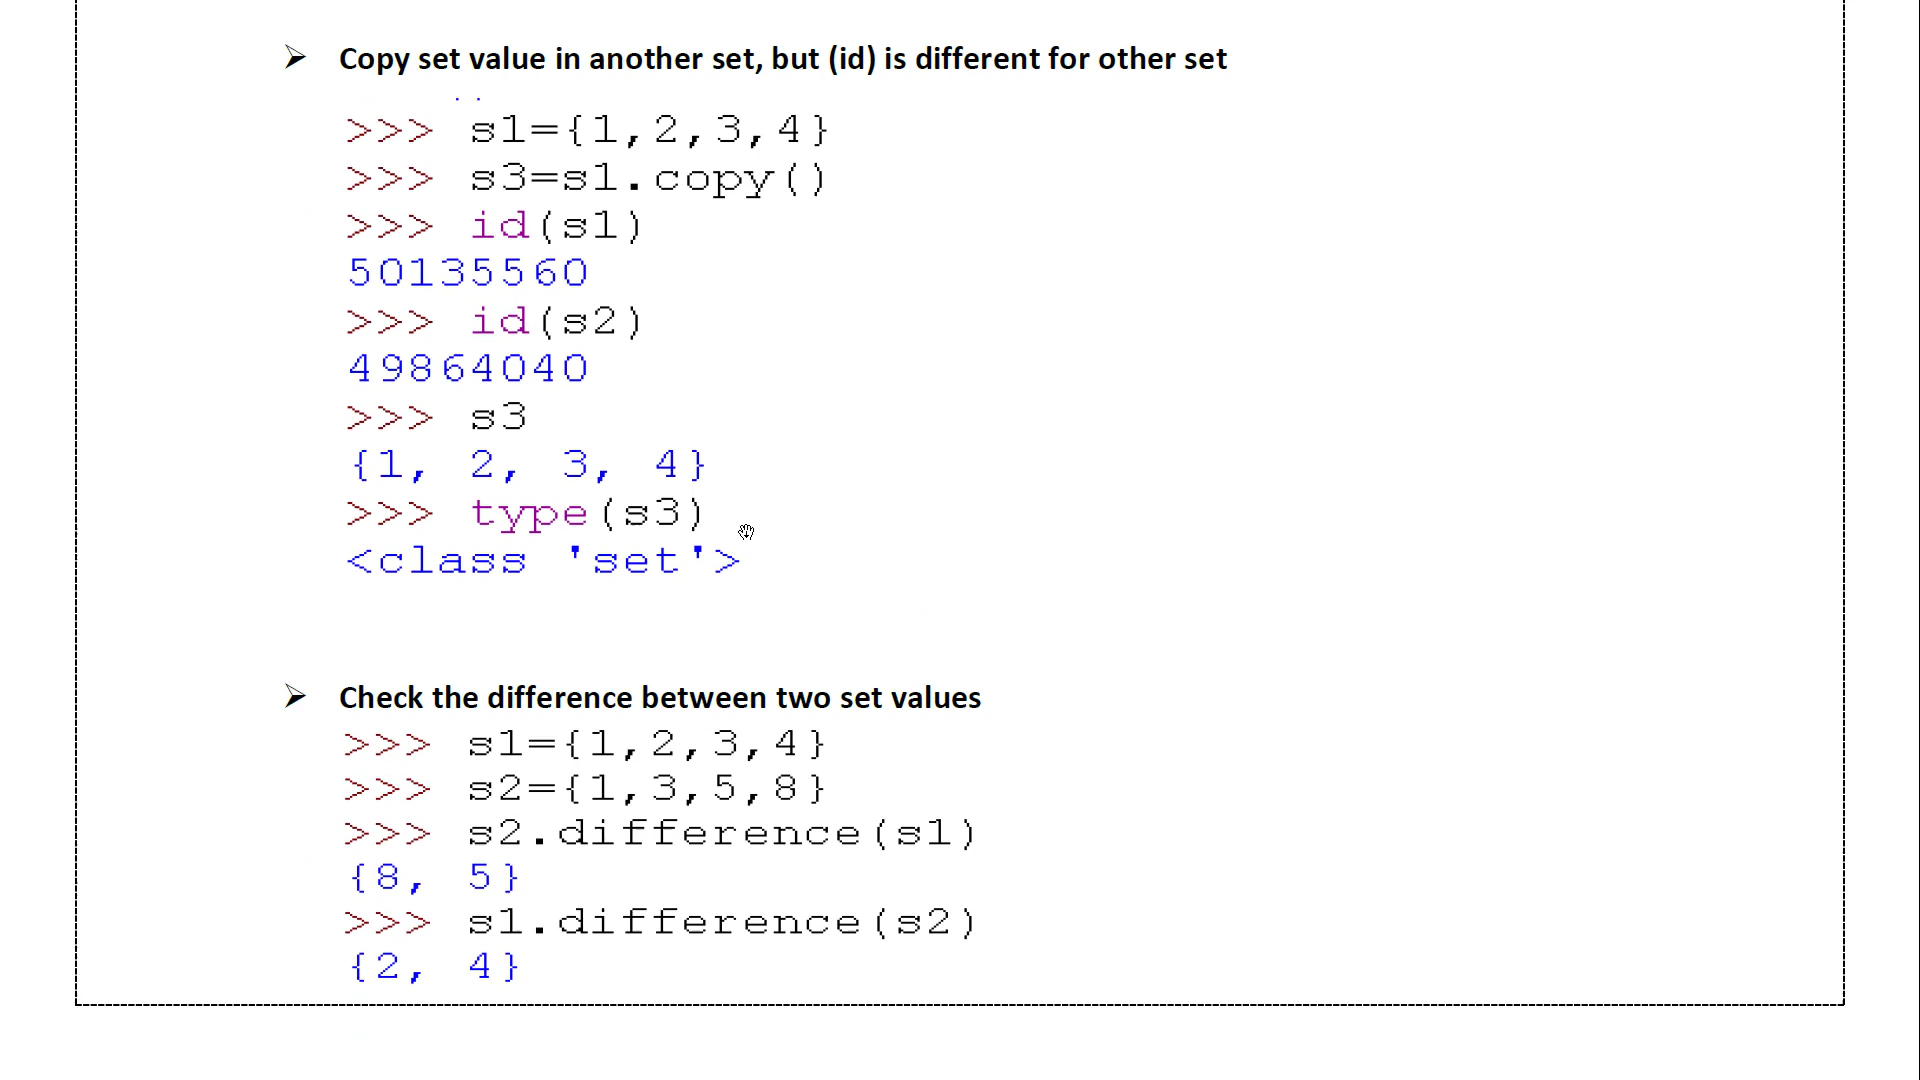 Copy set value in another set, but (id) is different for other set
>>> s1={1,2,3,4}
>>> s3=s1.copy()
>>> id(s1)
50135560
>>> id(s2)
49864040
>>> s3
{1, 2, 3, 4}
>>> type(s3)
<class 'set'>
Check the difference between two set values
>>> s1={1,2,3,4}
>>> s2={1,3,5,8}
>>> s2.difference(s1)
{8, 5}
>>> s1.difference(s2)
{2, 4}